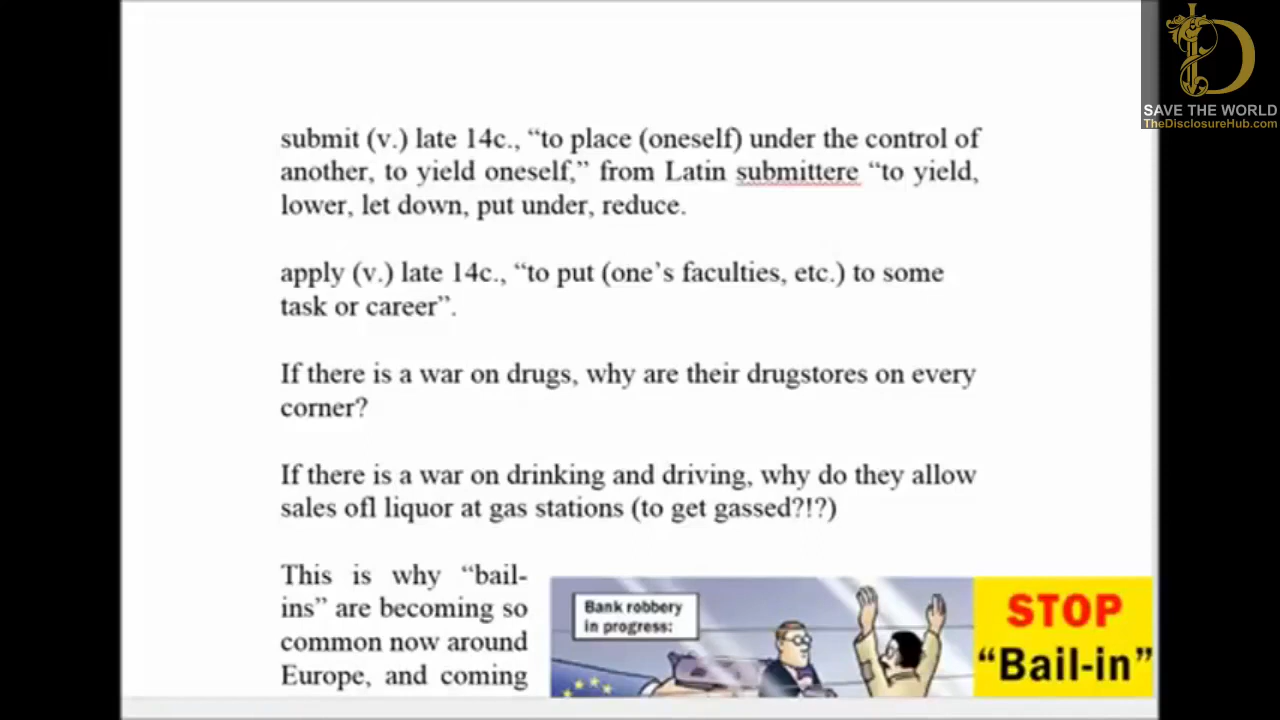 SAVE THE WORLD
TheDisclosureHub.com
submit (v.) late 14c., “to place (oneself) under the control of
another, to yield oneself,” from Latin submittere “to yield,
lower, let down, put under, reduce.
apply (v.) late 14c., “to put (one’s faculties, etc.) to some
task or career”.
If there is a war on drugs, why are their drugstores on every
corner?
If there is a war on drinking and driving, why do they allow
sales ofl liquor at gas stations (to get gassed?!?)
This is why “bail-
ins” are becoming so
common now around
Europe, and coming
Bank robbery
in progress:
STOP
“Bail-in”